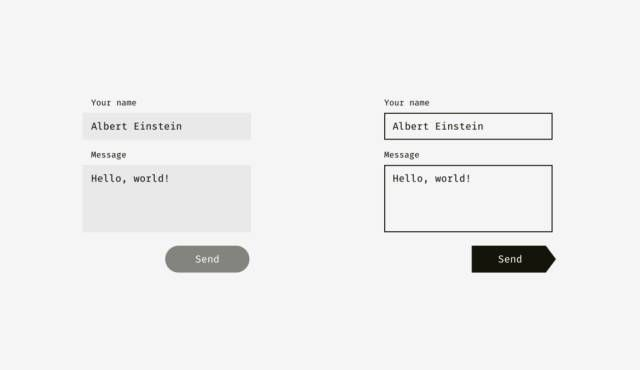 Your name
Albert Einstein
Message
Hello, world!
Send
Your name
Albert Einstein
Message
Hello, world!
Send